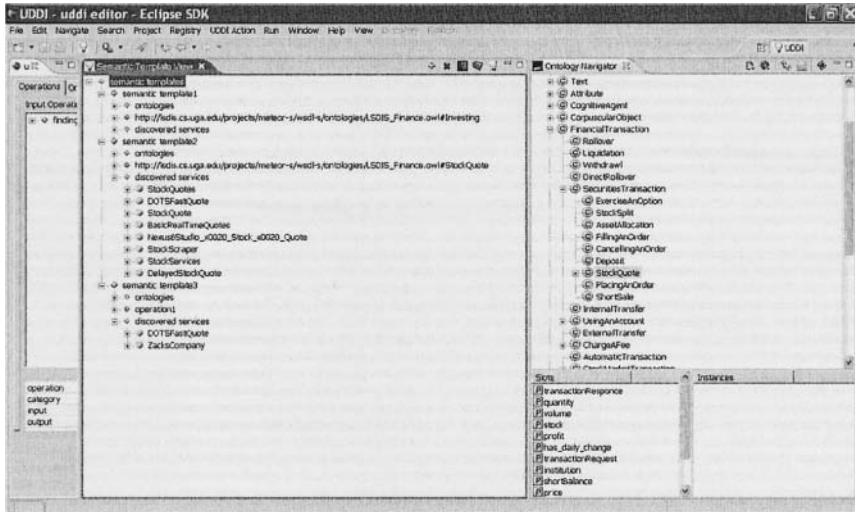 UDDI - uddi editor - Eclipse SDK
File Edit Navigate Search Project Registry UDDI Action Run Window Help View
UDDI
Semantic Template View
Ontology Navigator
Operations
Input Operati
finding
operation
category
input
output
semantic templates
semantic template1
ontologies
http://lsdis.cs.uga.edu/projects/meteor-s/wsdl-s/ontologies/LSDIS_Finance.owl#Investing
discovered services
semantic template2
ontologies
http://lsdis.cs.uga.edu/projects/meteor-s/wsdl-s/ontologies/LSDIS_Finance.owl#StockQuote
discovered services
StockQuotes
DOTSFastQuote
StockQuote
BasicRealTimeQuotes
Nexus6Studio_x0020_Stock_x0020_Quote
StockScraper
StockServices
DelayedStockQuote
semantic template3
ontologies
operation1
discovered services
DOTSFastQuote
ZacksCompany
Text
Attribute
CognitiveAgent
CorpuscularObject
FinancialTransaction
Rollover
Liquidation
Withdrawl
DirectRollover
SecuritiesTransaction
ExerciseAnOption
StockSplit
AssetAllocation
FillingAnOrder
CancellingAnOrder
Deposit
StockQuote
PlacingAnOrder
ShortSale
InternalTransfer
UsingAnAccount
ExternalTransfer
ChargeAFee
AutomaticTransaction
Slots
Instances
transactionResponce
quantity
volume
stock
profit
has_daily_change
transactionRequest
institution
shortBalance
price